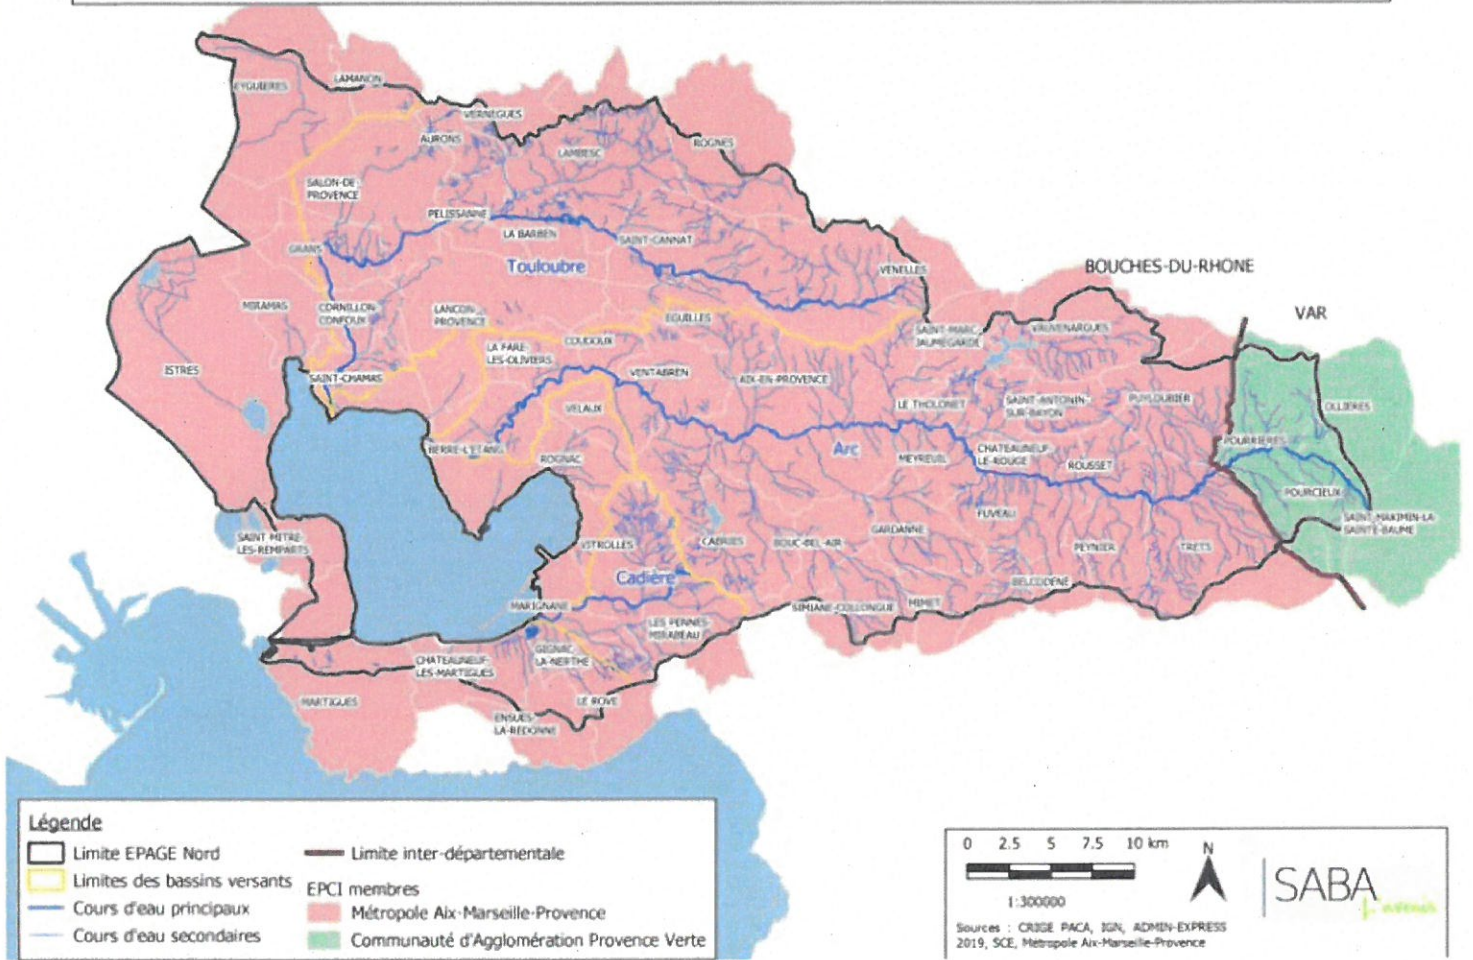 EYGUIERES
LAMANON
VERNEGUES
AURONS
LAMBESC
ROGNES
SALON-DE-
PROVENCE
PELISSANNE
LA BARBEN
SAINT-CANNAT
GRANS
Touloubre
VENELLES
BOUCHES-DU-RHONE
VAR
MIRAMAS
CORNILLON-
CONFOUX
LANCON-
PROVENCE
EGUILLES
SAINT-MARC-
JAUMEGARDE
VAUVENARGUES
LA FARE-
LES-OLIVIERS
COUDOUX
ISTRES
SAINT-CHAMAS
VENTABREN
AIX-EN-PROVENCE
LE THOLONET
SAINT-ANTONIN-
SUR-BAYON
PUYLOUBIER
OLLIERES
VELAUX
BERRE-L'ETANG
ROGNAC
Arc
MEYREUIL
CHATEAUNEUF-
LE-ROUGE
ROUSSET
POURRIERES
POURCIEUX
SAINT-MAXIMIN-LA-
SAINTE-BAUME
SAINT MITRE-
LES-REMPARTS
VITROLLES
CABRIES
BOUC-BEL-AIR
GARDANNE
FUVEAU
PEYNIER
TRETS
Cadière
BELCODENE
MARIGNANE
SIMIANE-COLLONGUE
MIMET
LES PENNES-
MIRABEAU
CHATEAUNEUF-
LES-MARTIGUES
GIGNAC-
LA-NERTHE
MARTIGUES
LE ROVE
ENSUES-
LA-REDONNE
Légende
Limite EPAGE Nord
Limites des bassins versants
Cours d'eau principaux
Cours d'eau secondaires
Limite inter-départementale
EPCI membres
Métropole Aix-Marseille-Provence
Communauté d'Agglomération Provence Verte
0 2.5 5 7.5 10 km
N
1:300000
Sources : CRIGE PACA, IGN, ADMIN-EXPRESS
2019, SCE, Métropole Aix-Marseille-Provence
SABA